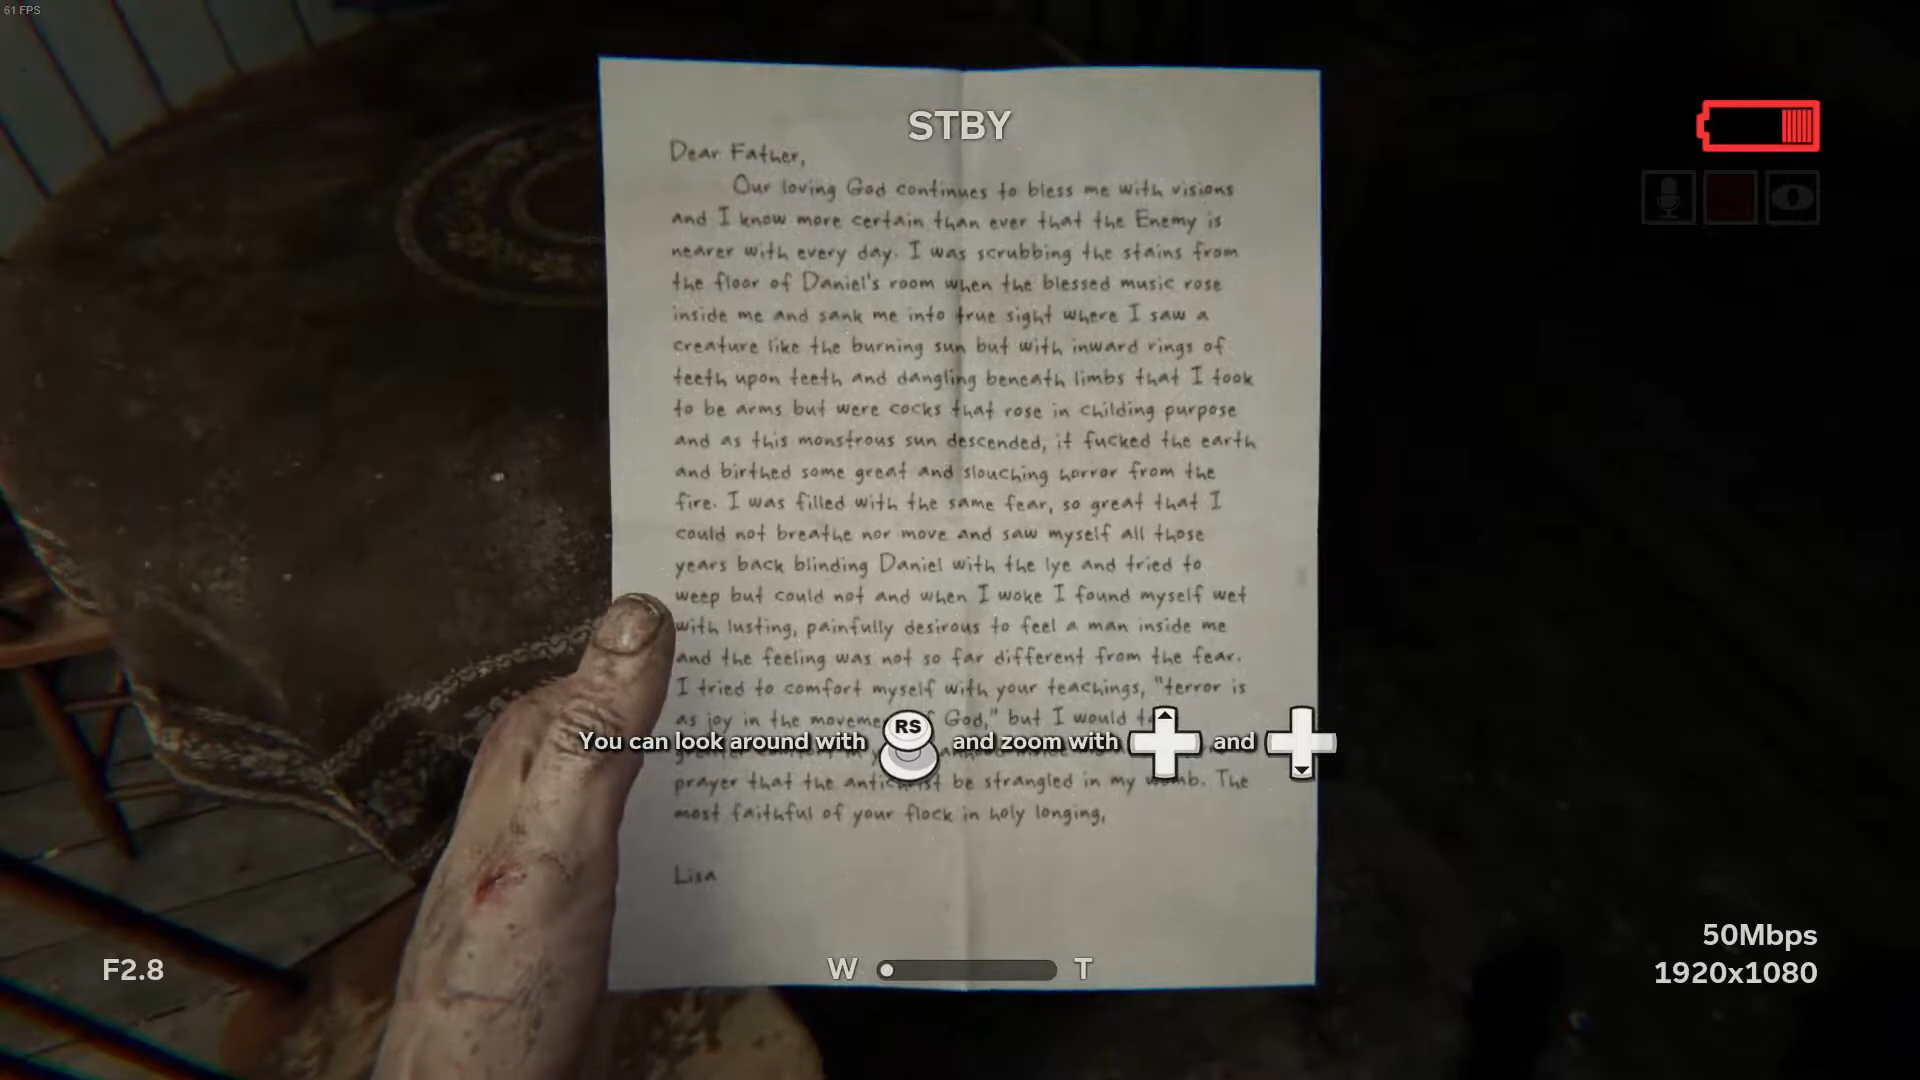 61 FPS
STBY
Dear Father,
Our loving God continues to bless me with visions
and I know more certain than ever that the Enemy is
nearer with every day. I was scrubbing the stains from
the floor of Daniel's room when the blessed music rose
inside me and sank me into true sight where I saw a
creature like the burning sun but with inward rings of
teeth upon teeth and dangling beneath limbs that I took
to be arms but were cocks that rose in childing purpose
and as this monstrous sun descended, it fucked the earth
and birthed some great and slouching horror from the
fire. I was filled with the same fear, so great that I
could not breathe nor move and saw myself all those
years back blinding Daniel with the lye and tried to
weep but could not and when I woke I found myself wet
with lusting, painfully desirous to feel a man inside me
and the feeling was not so far different from the fear.
I tried to comfort myself with your teachings, "terror is
as joy in the God," but I would
You can look around with RS and zoom with and
prayer that the antichrist be strangled in my womb. The
most faithful of your flock in holy longing,
Lisa
F2.8
W T
50Mbps
1920x1080